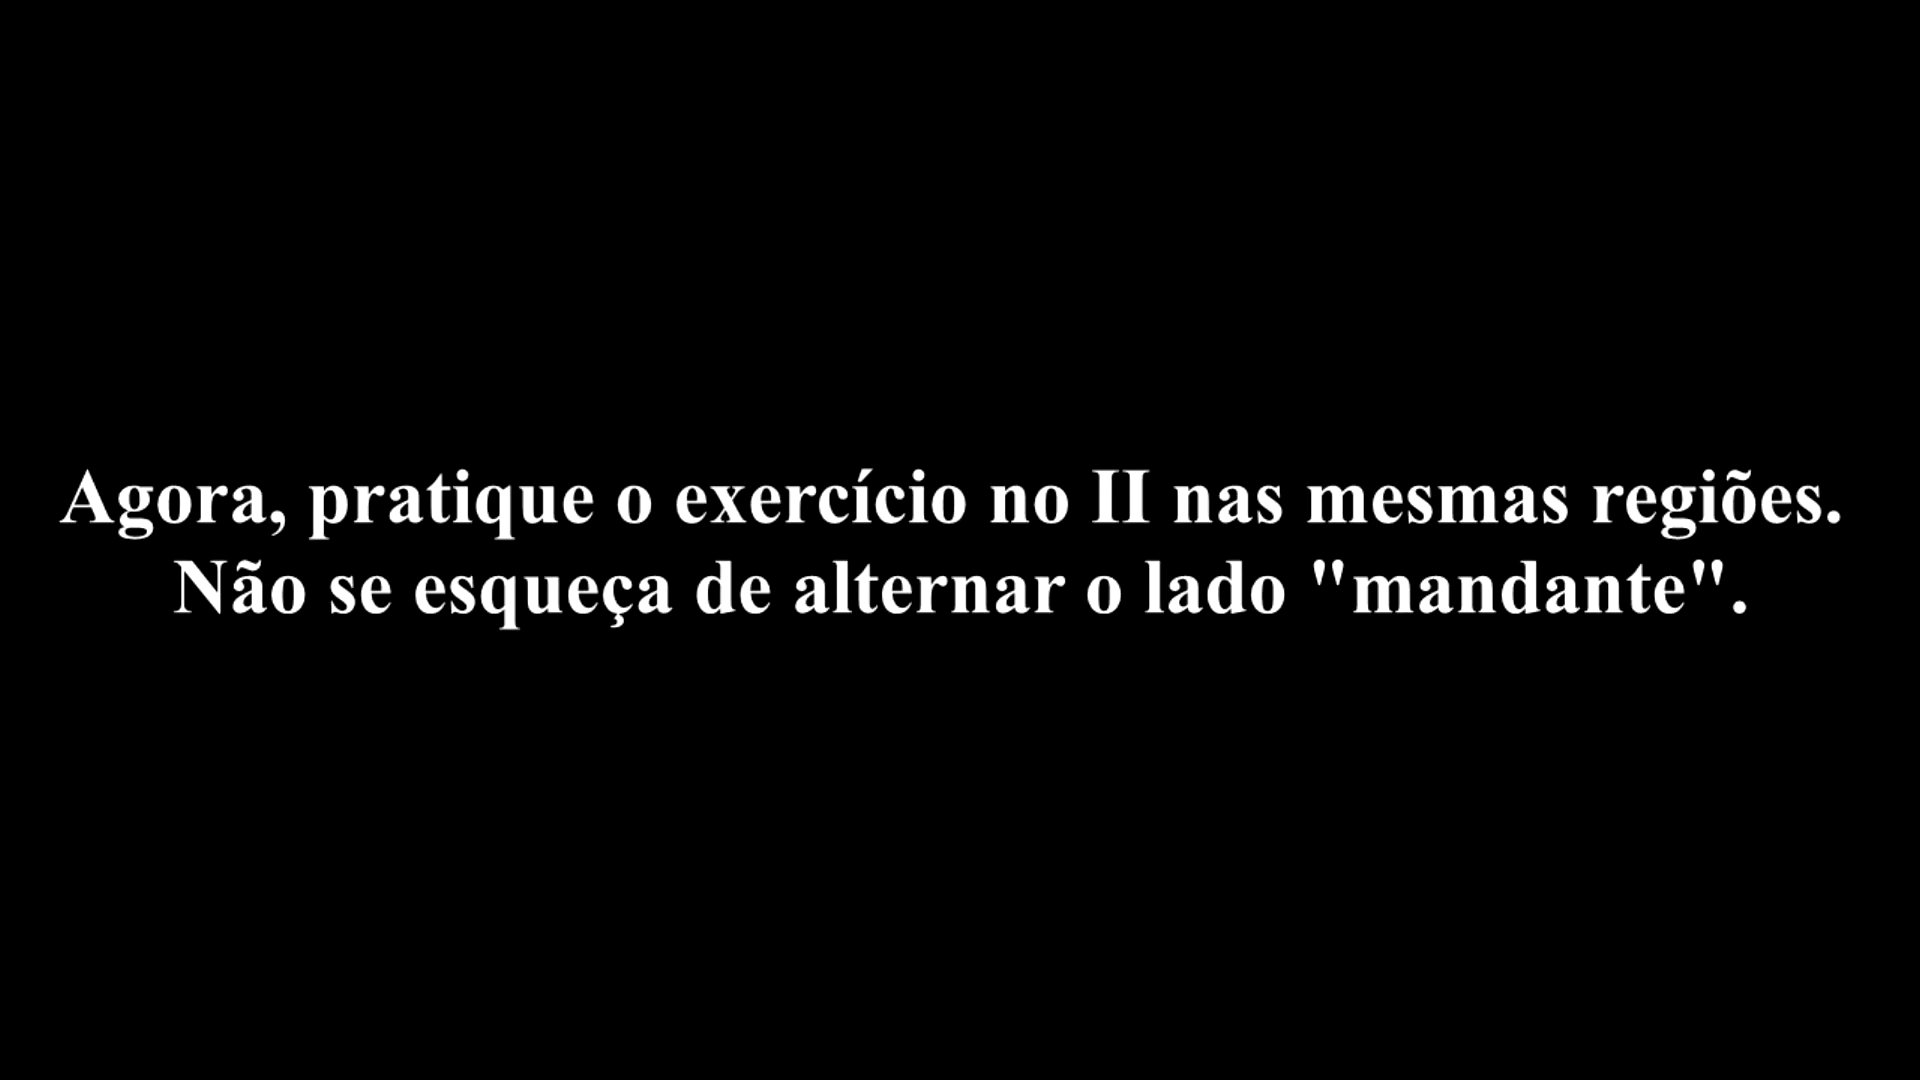 Agora, pratique o exercício no II nas mesmas regiões.
Não se esqueça de alternar o lado "mandante".